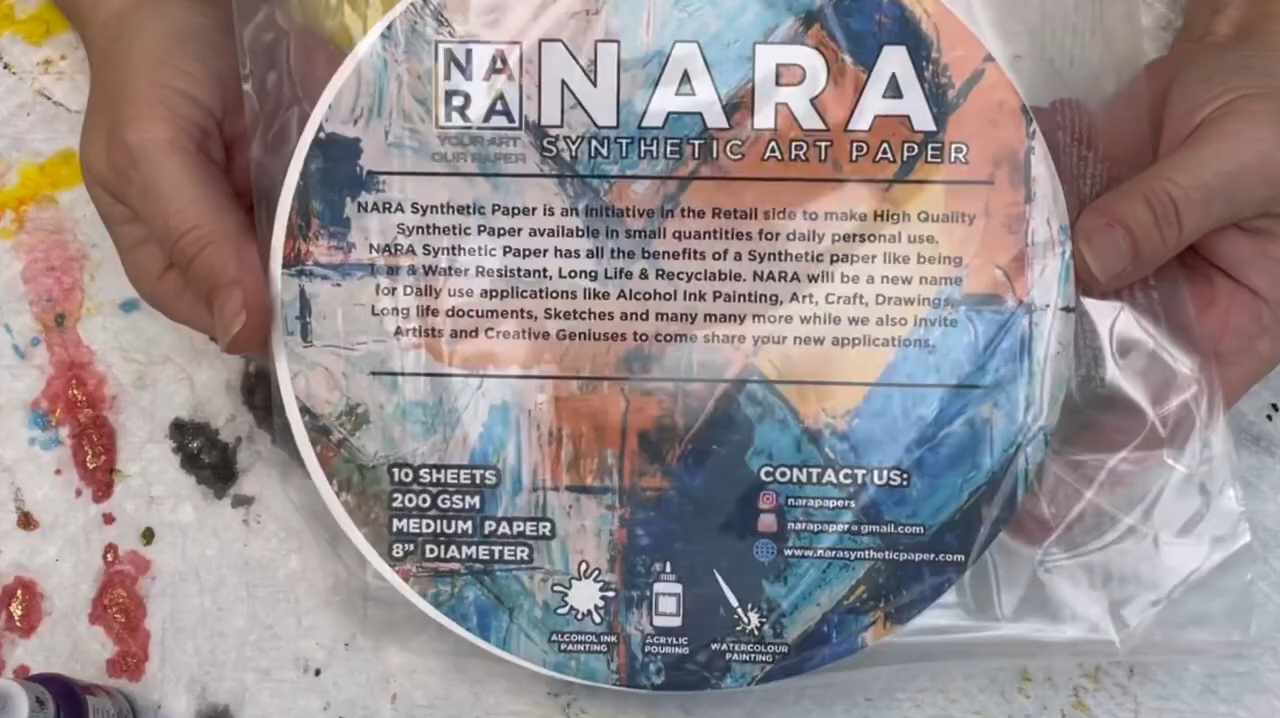 NA
RA
NARA
YOUR ART
OUR PAPER
SYNTHETIC ART PAPER
NARA Synthetic Paper is an Initiative in the Retail side to make High Quality
Synthetic Paper available in small quantities for daily personal use.
NARA Synthetic Paper has all the benefits of a Synthetic paper like being
Tear & Water Resistant, Long Life & Recyclable. NARA will be a new name
for Daily use applications like Alcohol Ink Painting, Art, Craft, Drawings,
Long life documents, Sketches and many many more while we also invite
Artists and Creative Geniuses to come share your new applications.
10 SHEETS
200 GSM
MEDIUM PAPER
8” DIAMETER
CONTACT US:
narapapers
narapaper@gmail.com
www.narasyntheticpaper.com
ALCOHOL INK
PAINTING
ACRYLIC
POURING
WATERCOLOUR
PAINTING